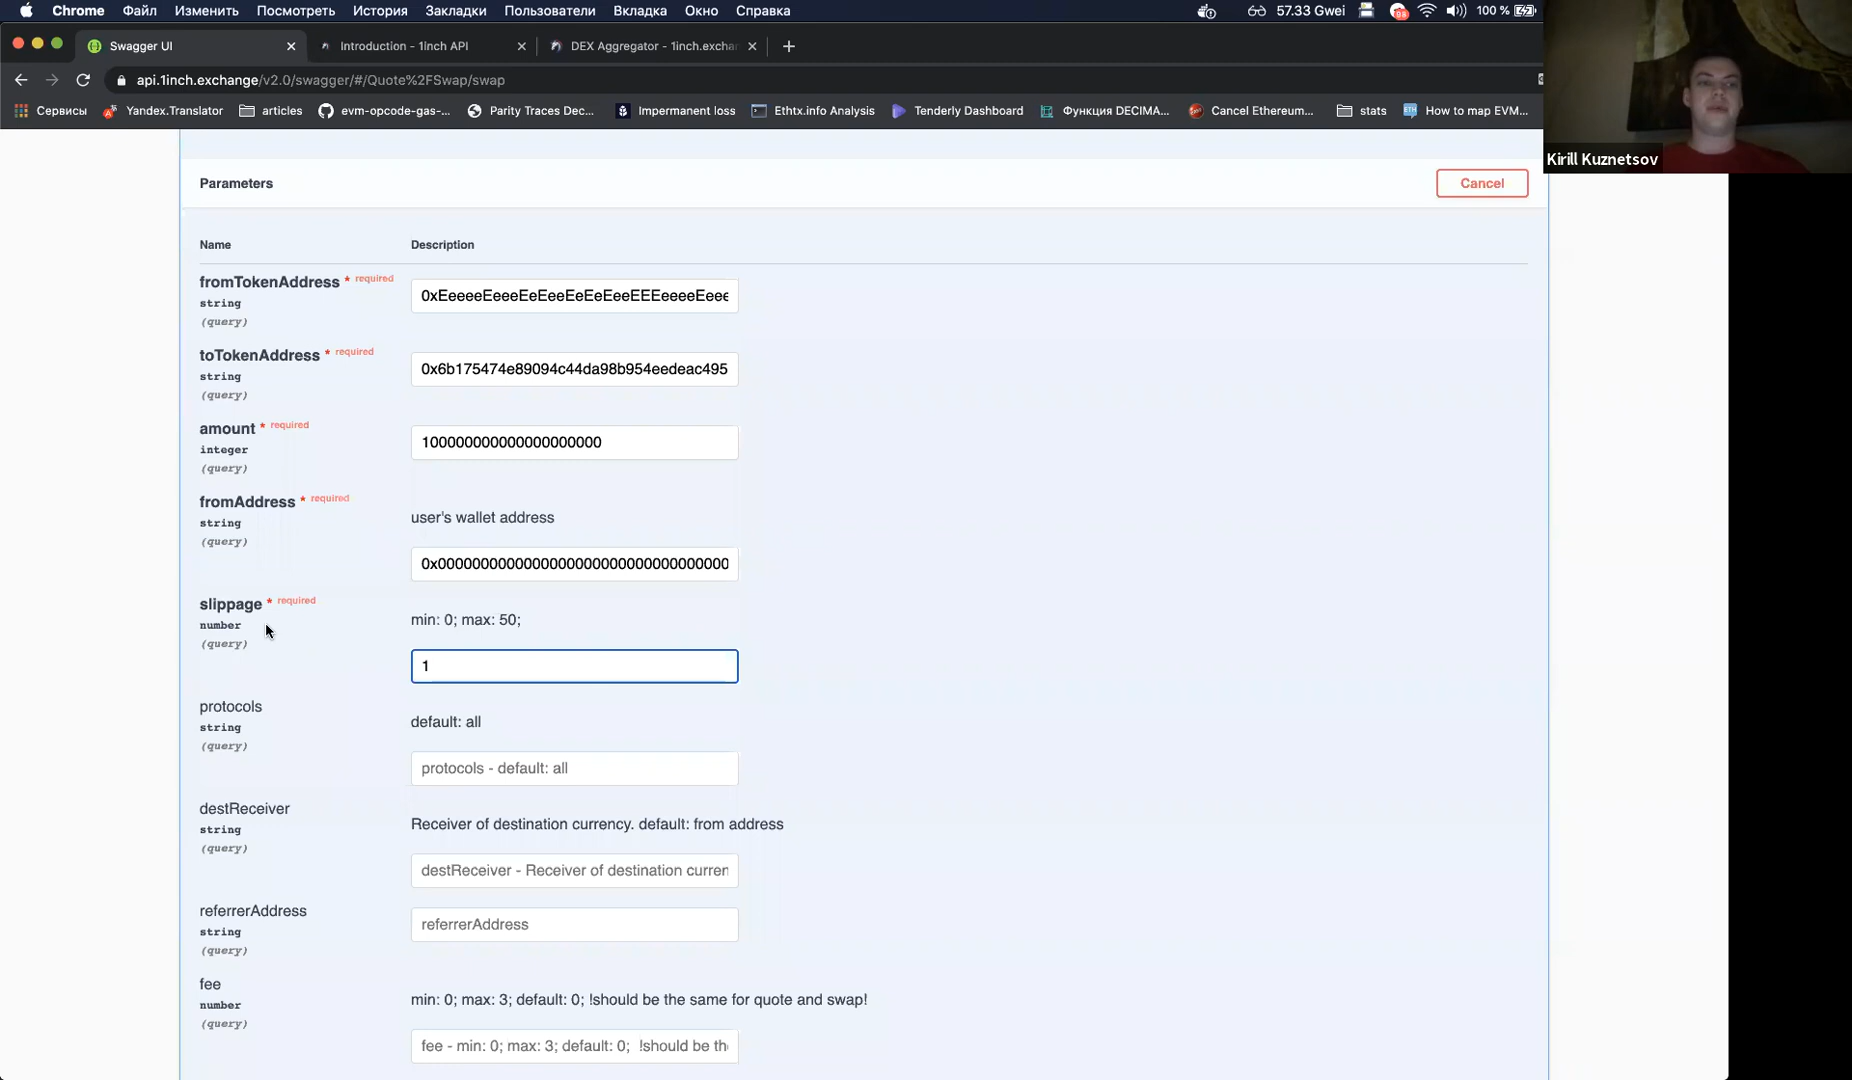 Chrome Файл Изменить Посмотреть История Закладки Пользователи Вкладка Окно Справка 57.33 Gwei 100 %
Swagger UI Introduction - 1inch API DEX Aggregator - 1inch.exchar
api.1inch.exchange/v2.0/swagger/#/Quote%2FSwap/swap
Сервисы Yandex.Translator articles evm-opcode-gas-... Parity Traces Dec... Impermanent loss Ethtx.info Analysis Tenderly Dashboard Функция DECIMA... Cancel Ethereum... stats How to map EVM...
Kirill Kuznetsov
Parameters Cancel
Name Description
fromTokenAddress * required
string
(query)
toTokenAddress * required
0x6b175474e89094c44da98b954eedeac495
string
(query)
amount * required
integer
(query)
fromAddress * required
user's wallet address
string
(query)
slippage * required
min: 0; max: 50;
number
(query)
1
protocols
default: all
string
(query)
protocols - default: all
destReceiver
Receiver of destination currency. default: from address
string
(query)
destReceiver - Receiver of destination curren
referrerAddress
referrerAddress
string
(query)
fee
min: 0; max: 3; default: 0; !should be the same for quote and swap!
number
(query)
fee - min: 0; max: 3; default: 0; !should be th